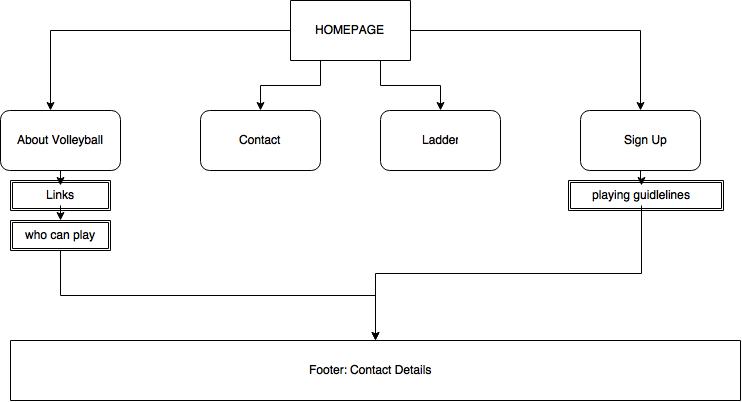 HOMEPAGE
About Volleyball
Contact
Ladder
Sign Up
Links
playing guidlelines
who can play
Footer: Contact Details